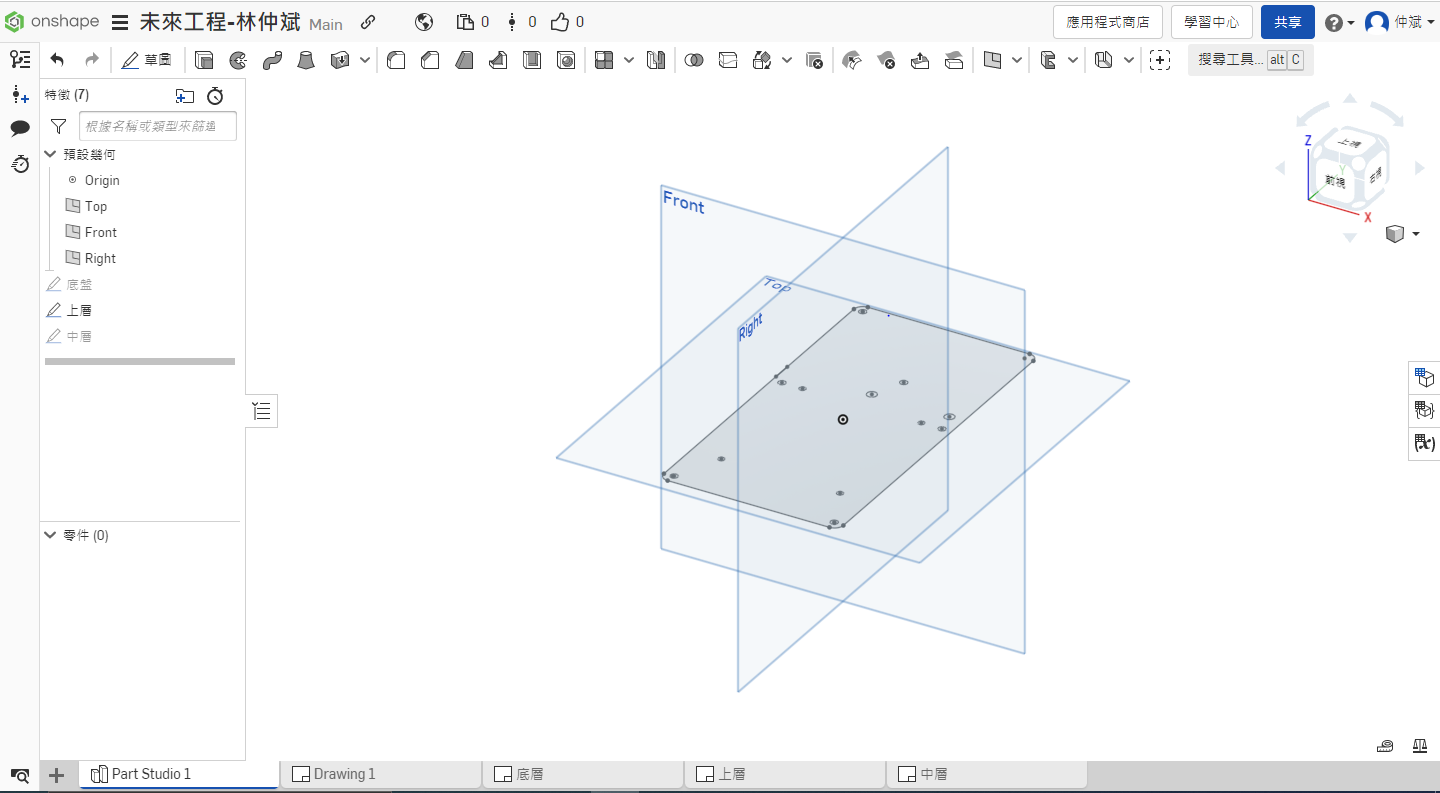 onshape 未來工程-林仲斌 Main 0 0 0 應用程式商店 學習中心 共享 仲斌
草圖 搜尋工具... alt C
特徵 (7)
根據名稱或類型來篩選
預設幾何
Origin
Top
Front
Right
底盤
上層
中層
零件 (0)
Front
Top
Right
Z
上視
Y
前視
右視
X
(x)
Part Studio 1 Drawing 1 底層 上層 中層